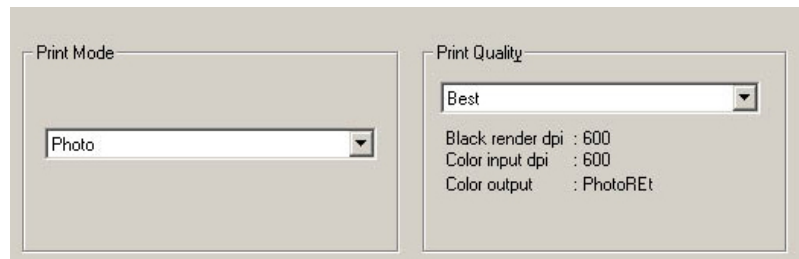 Print Mode
Photo
Print Quality
Best
Black render dpi : 600
Color input dpi : 600
Color output : PhotoREt